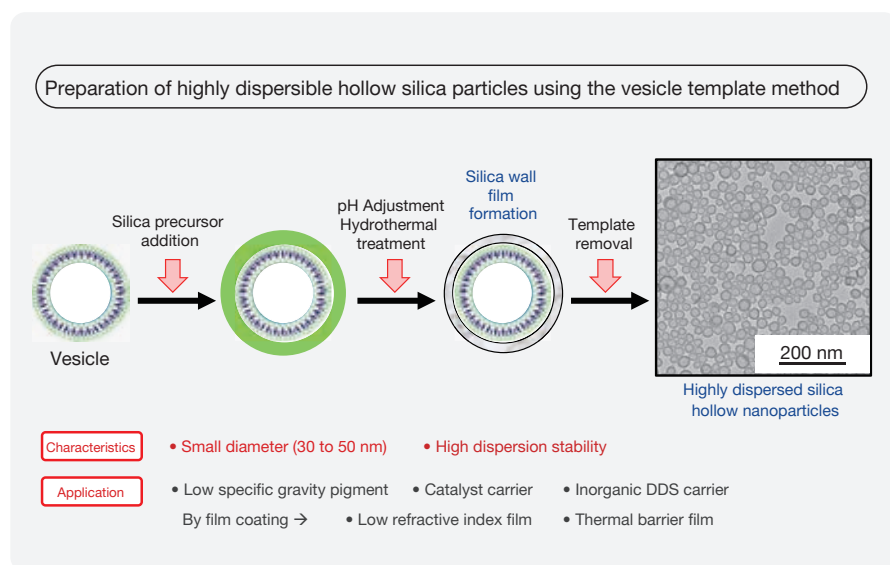 Preparation of highly dispersible hollow silica particles using the vesicle template method
Silica precursor
addition
pH Adjustment
Hydrothermal
treatment
Silica wall
film
formation
Template
removal
Vesicle
200 nm
Highly dispersed silica
hollow nanoparticles
Characteristics • Small diameter (30 to 50 nm) • High dispersion stability
Application • Low specific gravity pigment • Catalyst carrier • Inorganic DDS carrier
By film coating → • Low refractive index film • Thermal barrier film